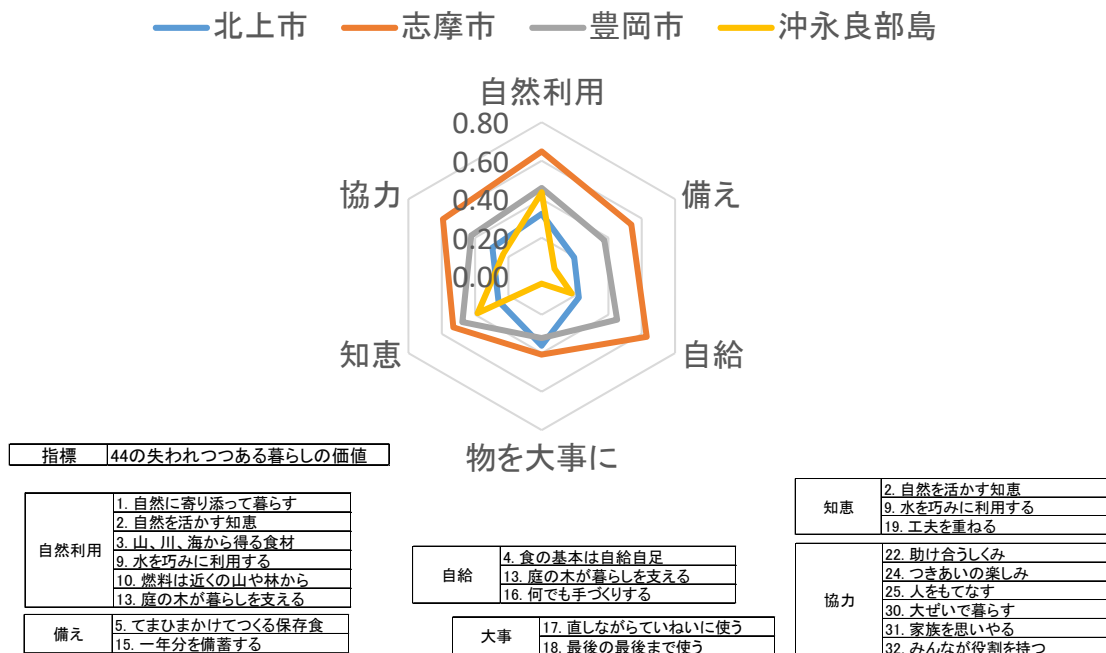 北上市 志摩市 豊岡市 沖永良部島
自然利用
0.80
0.60
0.40
0.20
0.00
備え
自給
物を大事に
知恵
協力
指標 44の失われつつある暮らしの価値
自然利用
1. 自然に寄り添って暮らす
2. 自然を活かす知恵
3. 山、川、海から得る食材
9. 水を巧みに利用する
10. 燃料は近くの山や林から
13. 庭の木が暮らしを支える
備え
5. てまひまかけてつくる保存食
15. 一年分を備蓄する
自給
4. 食の基本は自給自足
13. 庭の木が暮らしを支える
16. 何でも手づくりする
大事
17. 直しながらていねいに使う
18. 最後の最後まで使う
知恵
2. 自然を活かす知恵
9. 水を巧みに利用する
19. 工夫を重ねる
協力
22. 助け合うしくみ
24. つきあいの楽しみ
25. 人をもてなす
30. 大ぜいで暮らす
31. 家族を思いやる
32. みんなが役割を持つ